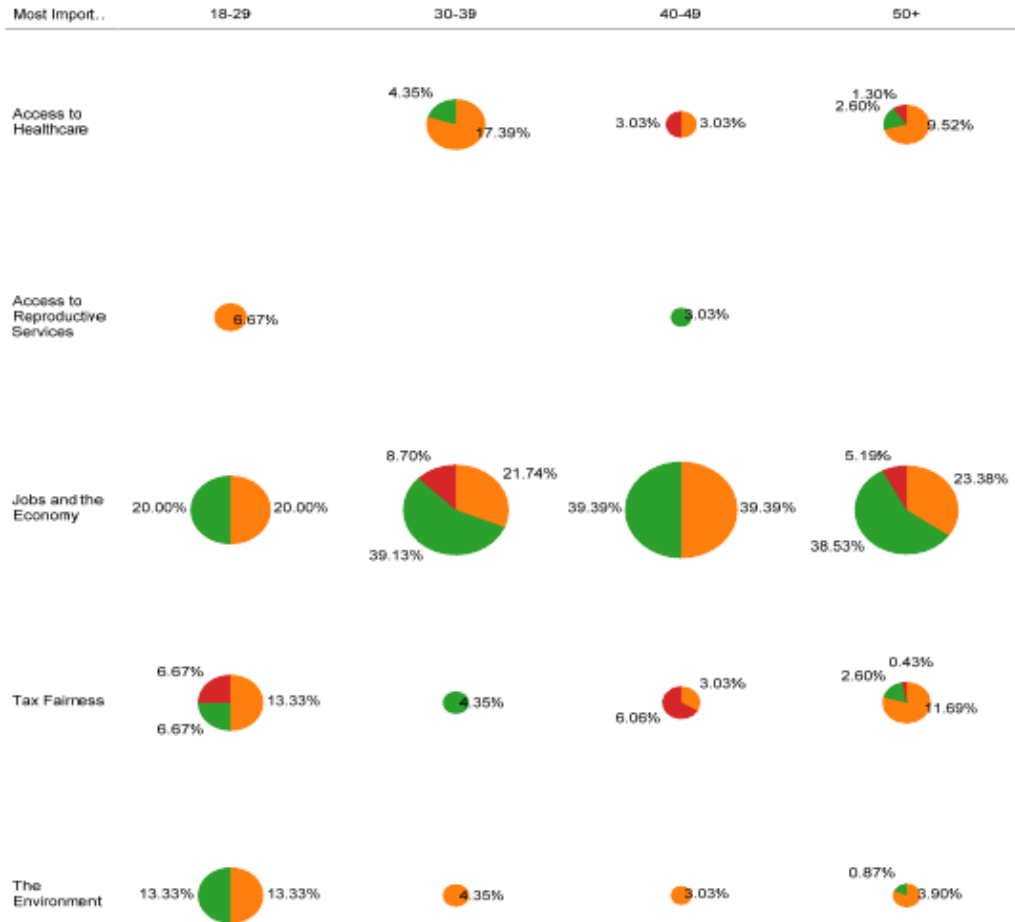 Most Import.. 18-29 30-39 40-49 50+
4.35% 17.39% 3.03% 3.03% 1.30% 2.60% 9.52%
Access to
Healthcare
Access to
Reproductive
Services
6.67% 3.03%
8.70% 21.74% 5.19% 23.38%
Jobs and the
Economy
20.00% 20.00% 39.39% 39.39%
39.13% 38.53%
6.67% 3.03% 0.43%
2.60%
Tax Fairness 13.33% 4.35% 11.69%
6.67% 6.06%
The
Environment
13.33% 13.33% 4.35% 3.03% 0.87% 3.90%